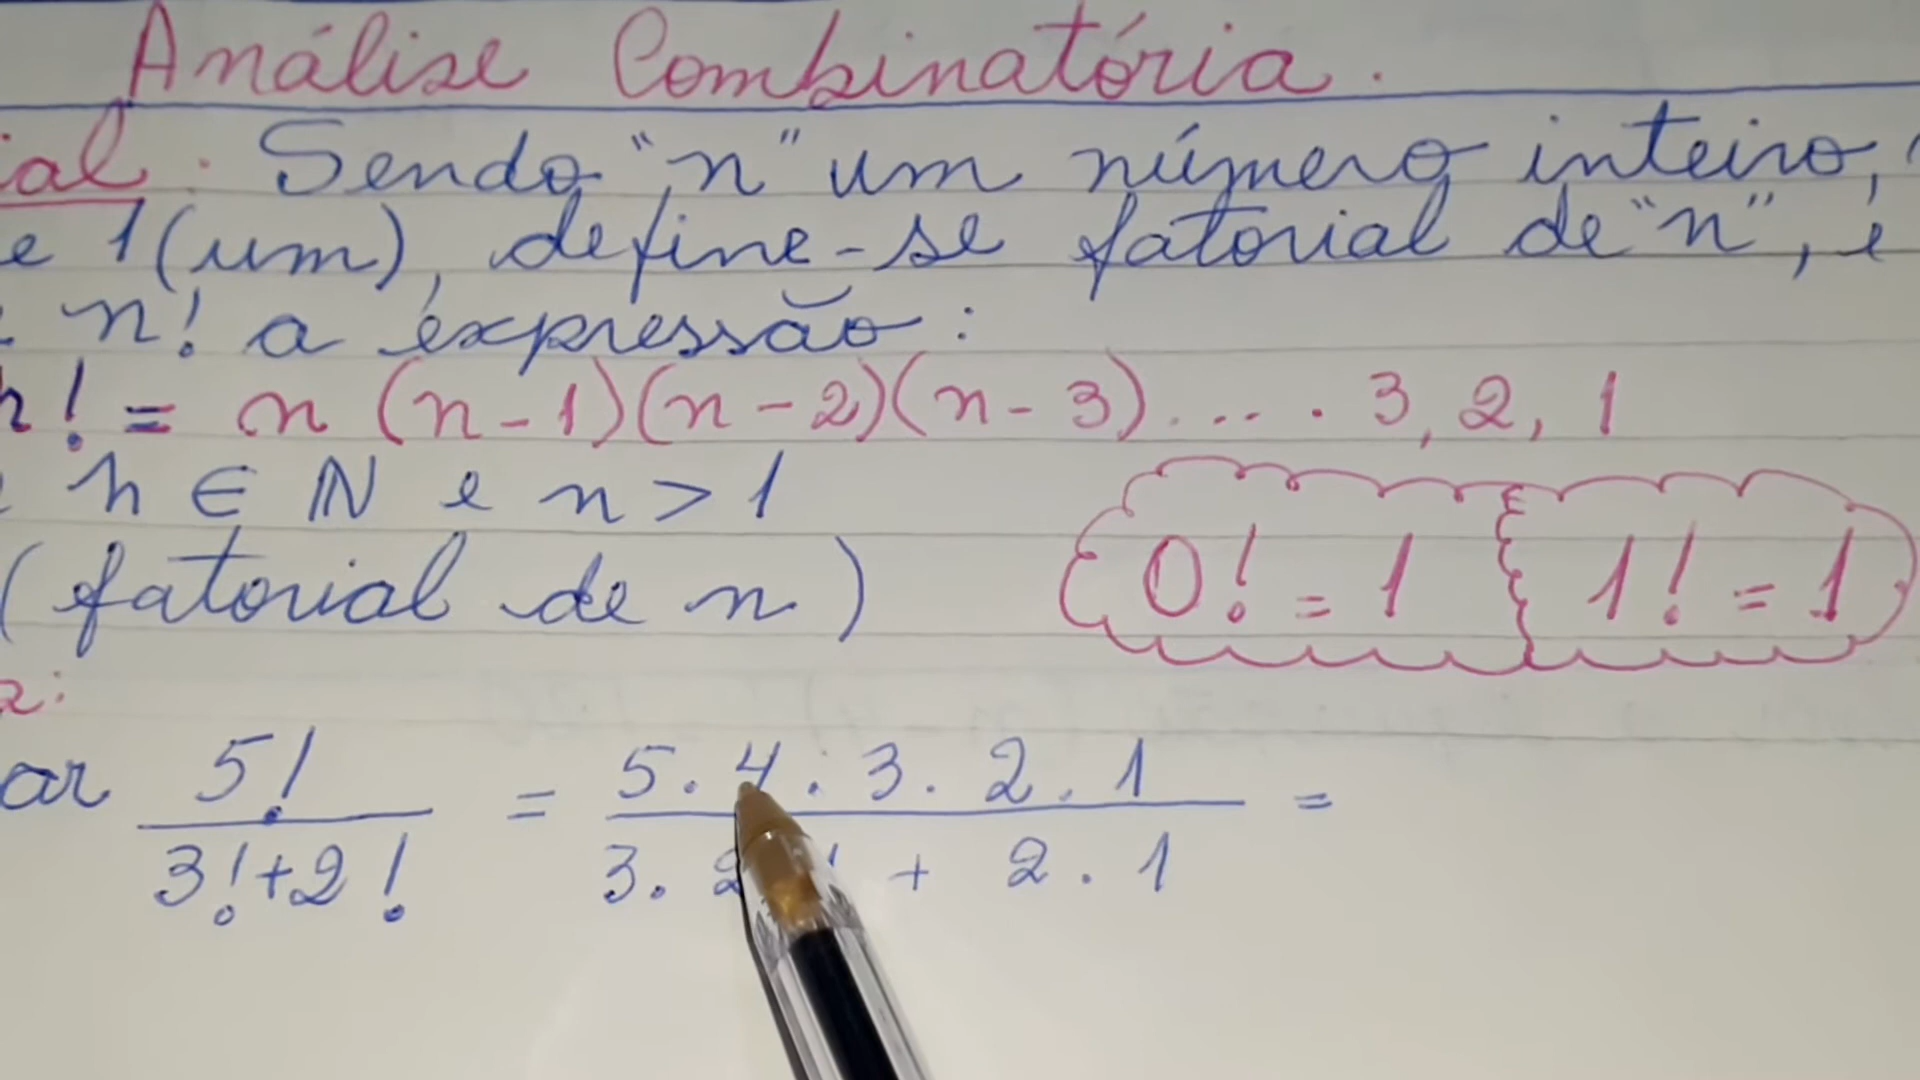 Análise Combinatória.
ial: Sendo "n" um número inteiro,
e 1 (um), define-se fatorial de "n", e
n! a expressão:
n! = n (n-1)(n-2)(n-3).... 3, 2, 1
n ∈ ℕ e n > 1
0! = 1 1! = 1
(fatorial de n)
ar 5! / 3!+2! = 5.4.3.2.1 / 3.2 1 + 2.1 =